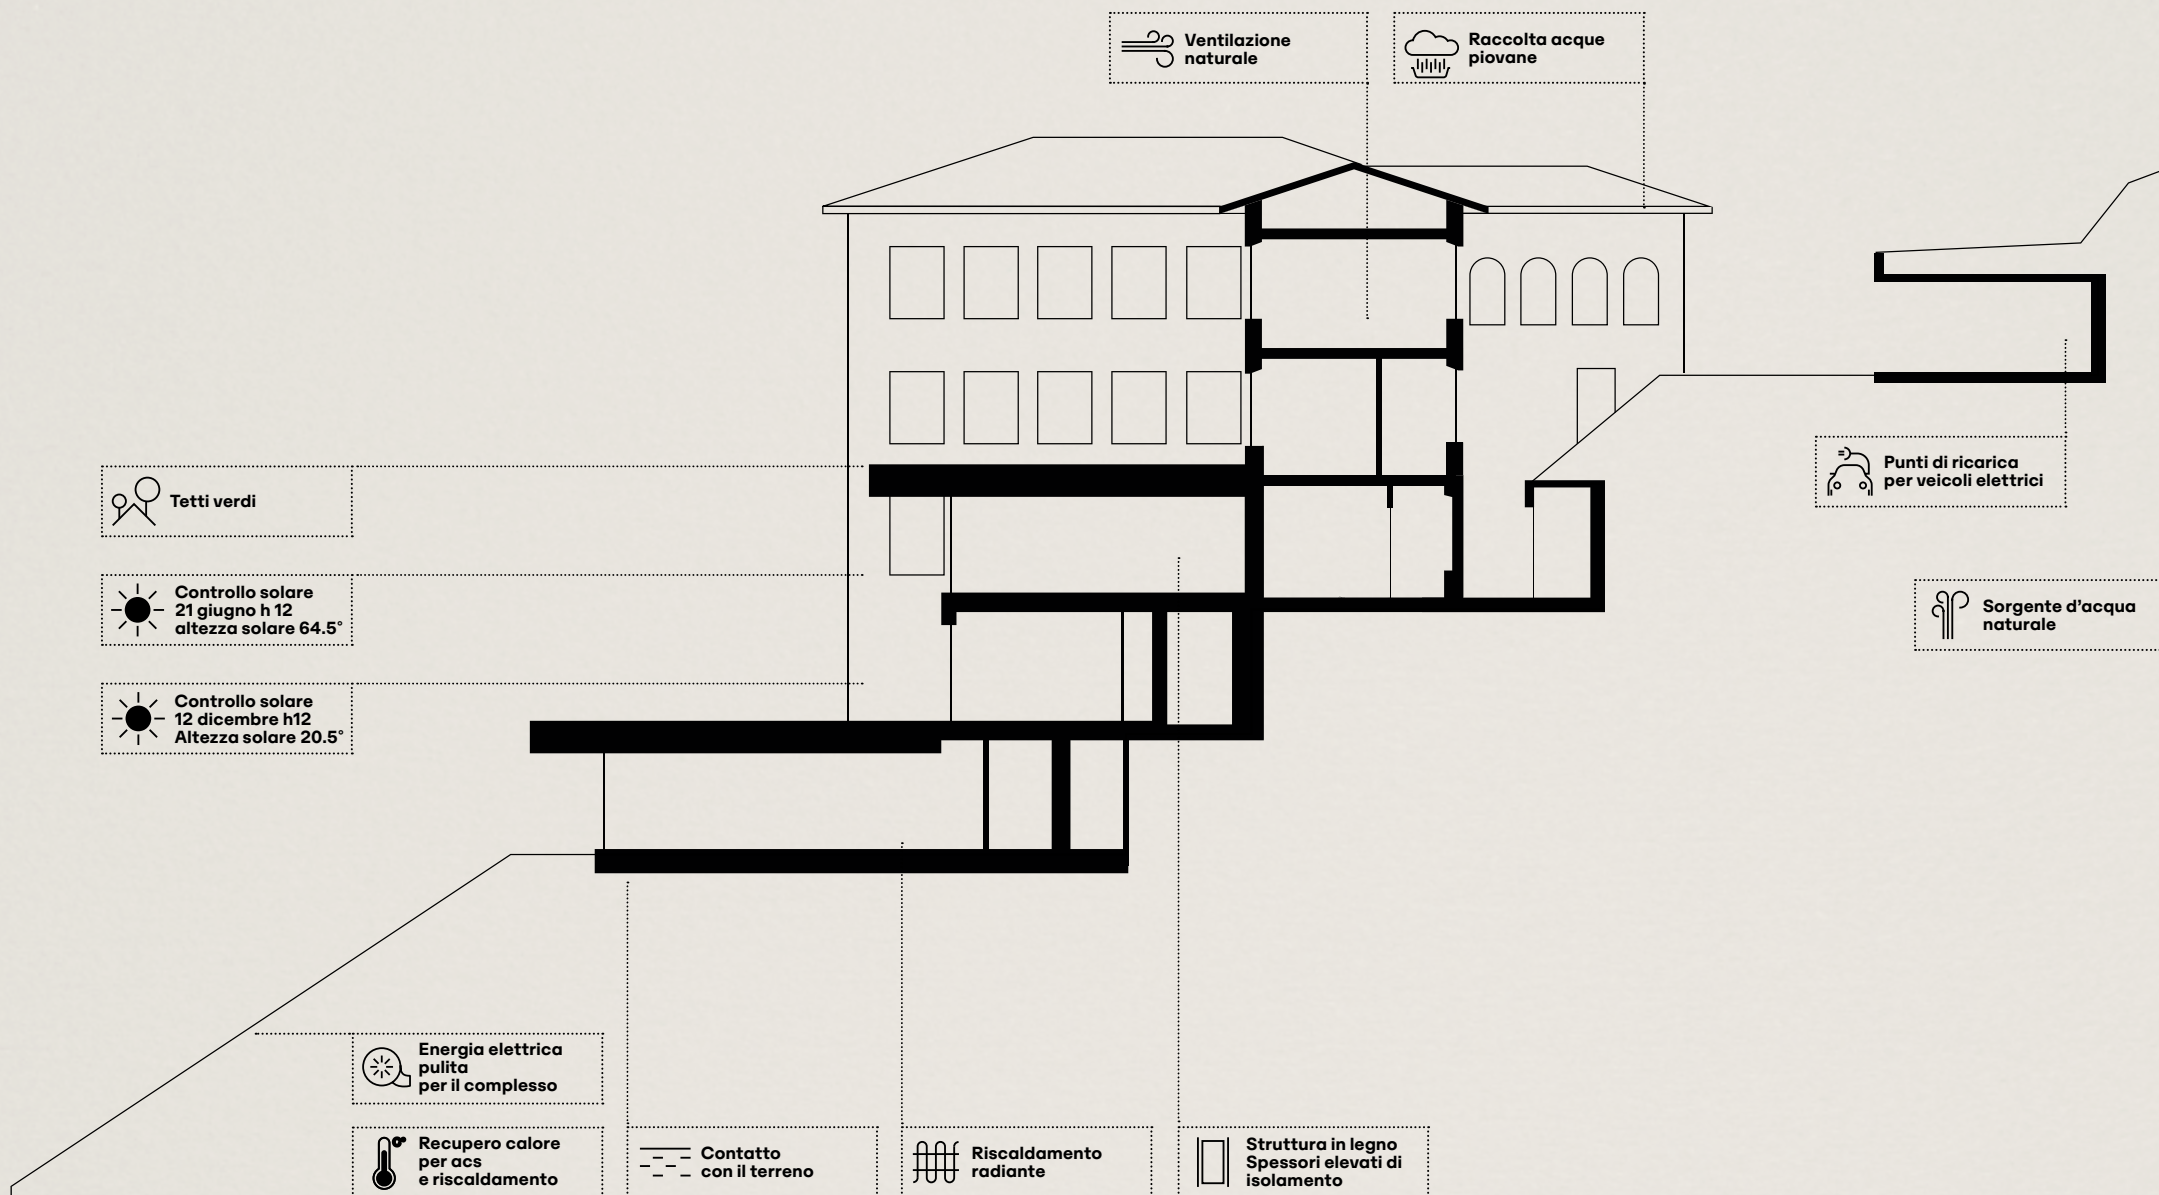 Ventilazione
naturale
Raccolta acque
piovane
Tetti verdi
Punti di ricarica
per veicoli elettrici
Controllo solare
21 giugno h 12
altezza solare 64.5°
Sorgente d’acqua
naturale
Controllo solare
12 dicembre h12
Altezza solare 20.5°
Energia elettrica
pulita
per il complesso
Recupero calore
per acs
e riscaldamento
Contatto
con il terreno
Riscaldamento
radiante
Struttura in legno
Spessori elevati di
isolamento